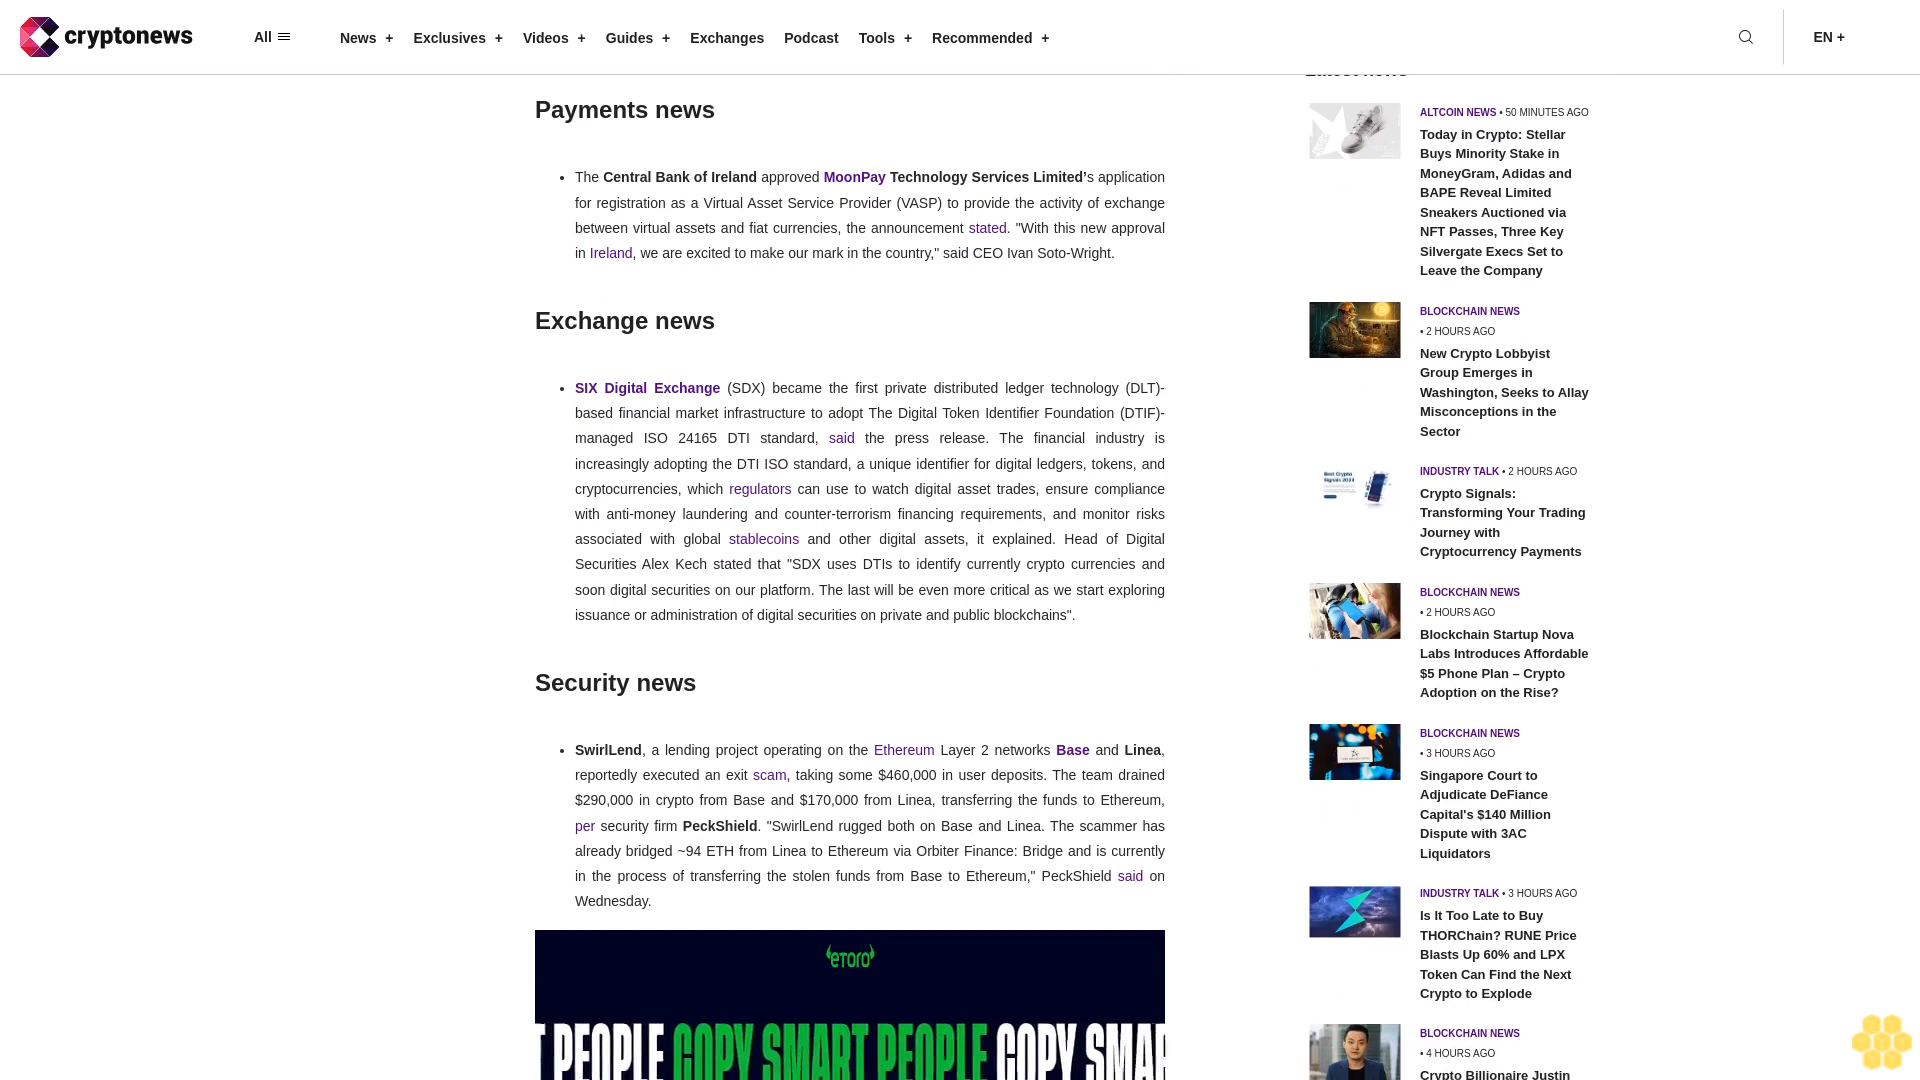 cryptonews
All
News +
Exclusives +
Videos +
Guides +
Exchanges
Podcast
Tools +
Recommended +
EN +
Payments news
• The Central Bank of Ireland approved MoonPay Technology Services Limited’s application
for registration as a Virtual Asset Service Provider (VASP) to provide the activity of exchange
between virtual assets and fiat currencies, the announcement stated. "With this new approval
in Ireland, we are excited to make our mark in the country," said CEO Ivan Soto-Wright.
Exchange news
• SIX Digital Exchange (SDX) became the first private distributed ledger technology (DLT)-
based financial market infrastructure to adopt The Digital Token Identifier Foundation (DTIF)-
managed ISO 24165 DTI standard, said the press release. The financial industry is
increasingly adopting the DTI ISO standard, a unique identifier for digital ledgers, tokens, and
cryptocurrencies, which regulators can use to watch digital asset trades, ensure compliance
with anti-money laundering and counter-terrorism financing requirements, and monitor risks
associated with global stablecoins and other digital assets, it explained. Head of Digital
Securities Alex Kech stated that "SDX uses DTIs to identify currently crypto currencies and
soon digital securities on our platform. The last will be even more critical as we start exploring
issuance or administration of digital securities on private and public blockchains".
Security news
• SwirlLend, a lending project operating on the Ethereum Layer 2 networks Base and Linea,
reportedly executed an exit scam, taking some $460,000 in user deposits. The team drained
$290,000 in crypto from Base and $170,000 from Linea, transferring the funds to Ethereum,
per security firm PeckShield. "SwirlLend rugged both on Base and Linea. The scammer has
already bridged ~94 ETH from Linea to Ethereum via Orbiter Finance: Bridge and is currently
in the process of transferring the stolen funds from Base to Ethereum," PeckShield said on
Wednesday.
eToro
T PEOPLE COPY SMART PEOPLE COPY SMAR
Latest news
ALTCOIN NEWS • 50 MINUTES AGO
Today in Crypto: Stellar
Buys Minority Stake in
MoneyGram, Adidas and
BAPE Reveal Limited
Sneakers Auctioned via
NFT Passes, Three Key
Silvergate Execs Set to
Leave the Company
BLOCKCHAIN NEWS
• 2 HOURS AGO
New Crypto Lobbyist
Group Emerges in
Washington, Seeks to Allay
Misconceptions in the
Sector
Best Crypto
Signals 2023
INDUSTRY TALK • 2 HOURS AGO
Crypto Signals:
Transforming Your Trading
Journey with
Cryptocurrency Payments
BLOCKCHAIN NEWS
• 2 HOURS AGO
Blockchain Startup Nova
Labs Introduces Affordable
$5 Phone Plan – Crypto
Adoption on the Rise?
BLOCKCHAIN NEWS
• 3 HOURS AGO
Singapore Court to
Adjudicate DeFiance
Capital's $140 Million
Dispute with 3AC
Liquidators
INDUSTRY TALK • 3 HOURS AGO
Is It Too Late to Buy
THORChain? RUNE Price
Blasts Up 60% and LPX
Token Can Find the Next
Crypto to Explode
BLOCKCHAIN NEWS
• 4 HOURS AGO
Crypto Billionaire Justin